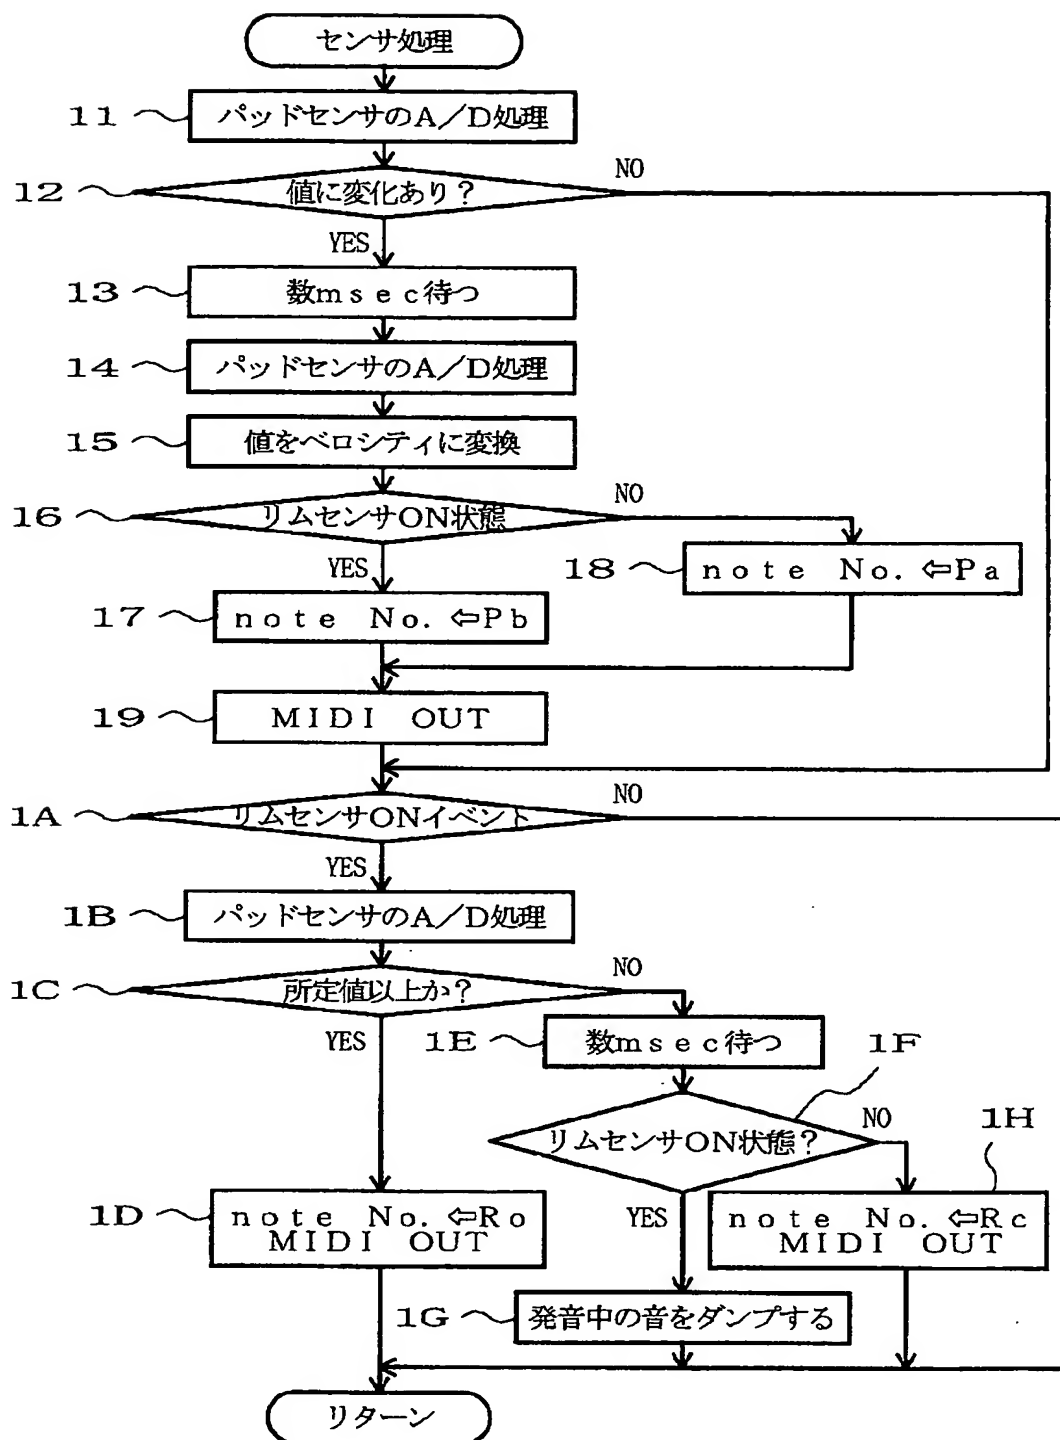 センサ処理
11
パッドセンサのA/D処理
12
値に変化あり?
NO
YES
13
数msec待つ
14
パッドセンサのA/D処理
15
値をベロシティに変換
16
リムセンサON状態
NO
YES
18
note No. ⇦Pa
17
note No. ⇦Pb
19
MIDI OUT
1A
リムセンサONイベント
NO
YES
1B
パッドセンサのA/D処理
1C
所定値以上か?
NO
YES
1E
数msec待つ
1F
リムセンサON状態?
NO
1H
YES
1D
note No. ⇦Ro
MIDI OUT
note No. ⇦Rc
MIDI OUT
1G
発音中の音をダンプする
リターン